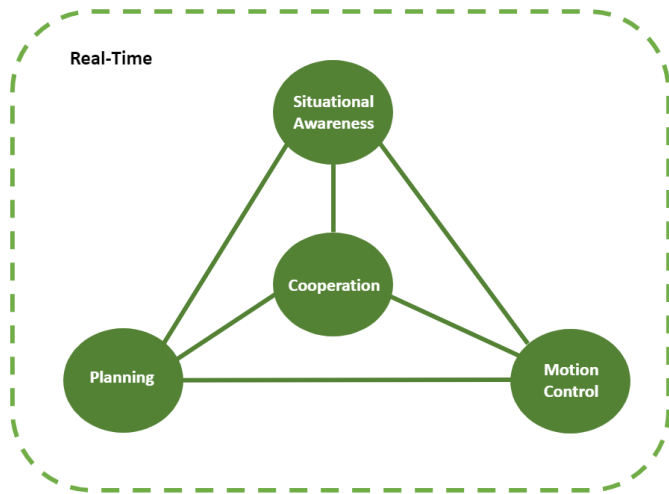 Real-Time
Situational
Awareness
Cooperation
Planning
Motion
Control